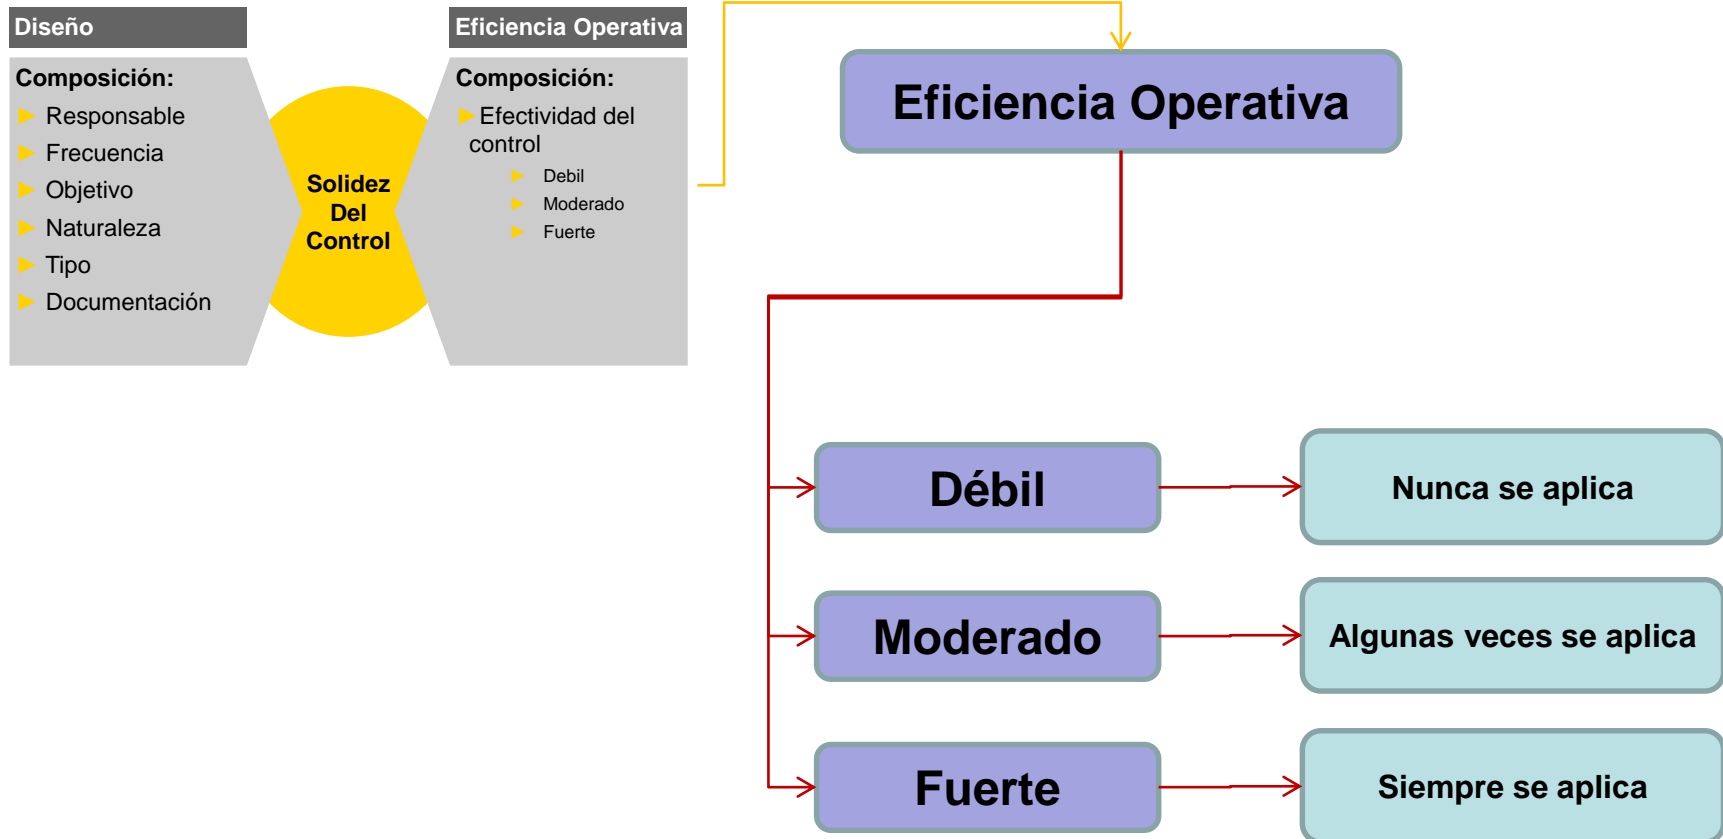 Diseño
Composición:
Responsable
Frecuencia
Objetivo
Naturaleza
Tipo
Documentación
Solidez
Del
Control
Eficiencia Operativa
Composición:
Efectividad del
control
Debil
Moderado
Fuerte
Eficiencia Operativa
Débil
Nunca se aplica
Moderado
Algunas veces se aplica
Fuerte
Siempre se aplica